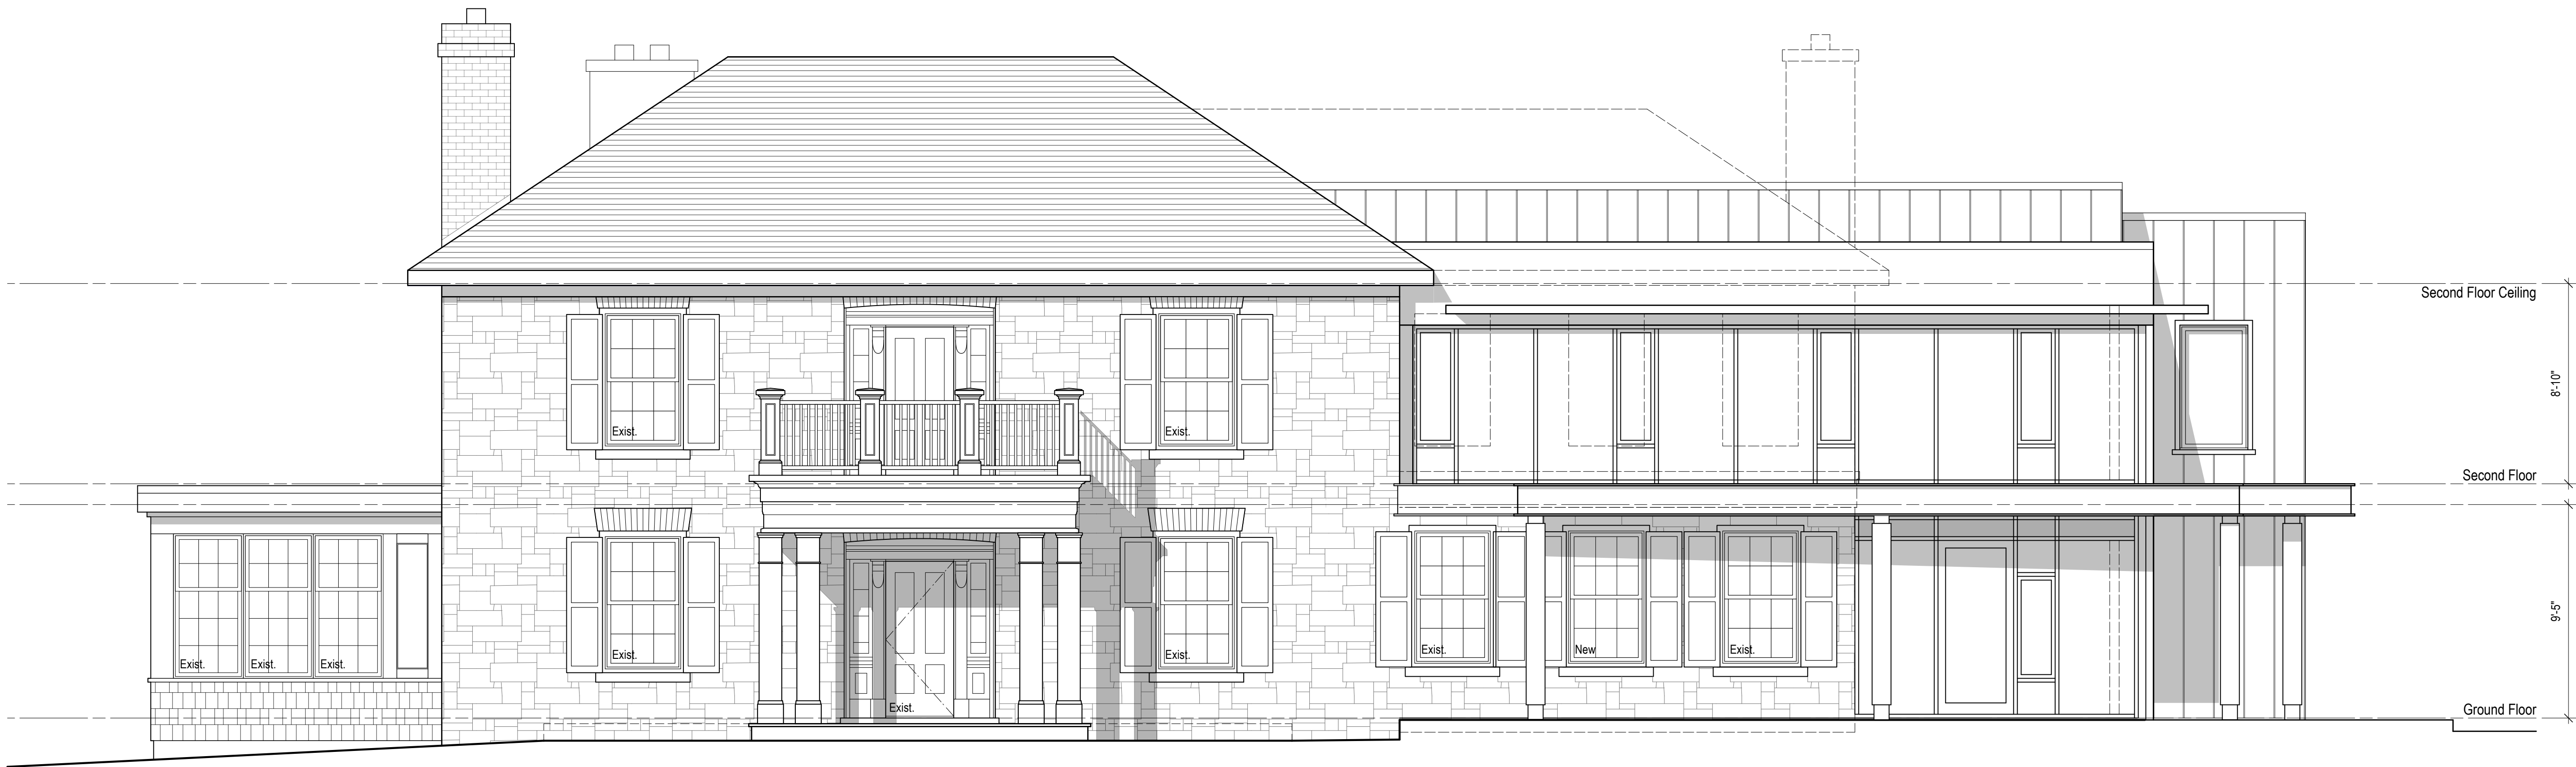 Second Floor Ceiling
8'-10"
Exist.
Exist.
Second Floor
9'-5"
Exist.
Exist.
Exist.
Exist.
Exist.
Exist.
New
Exist.
Exist.
Ground Floor